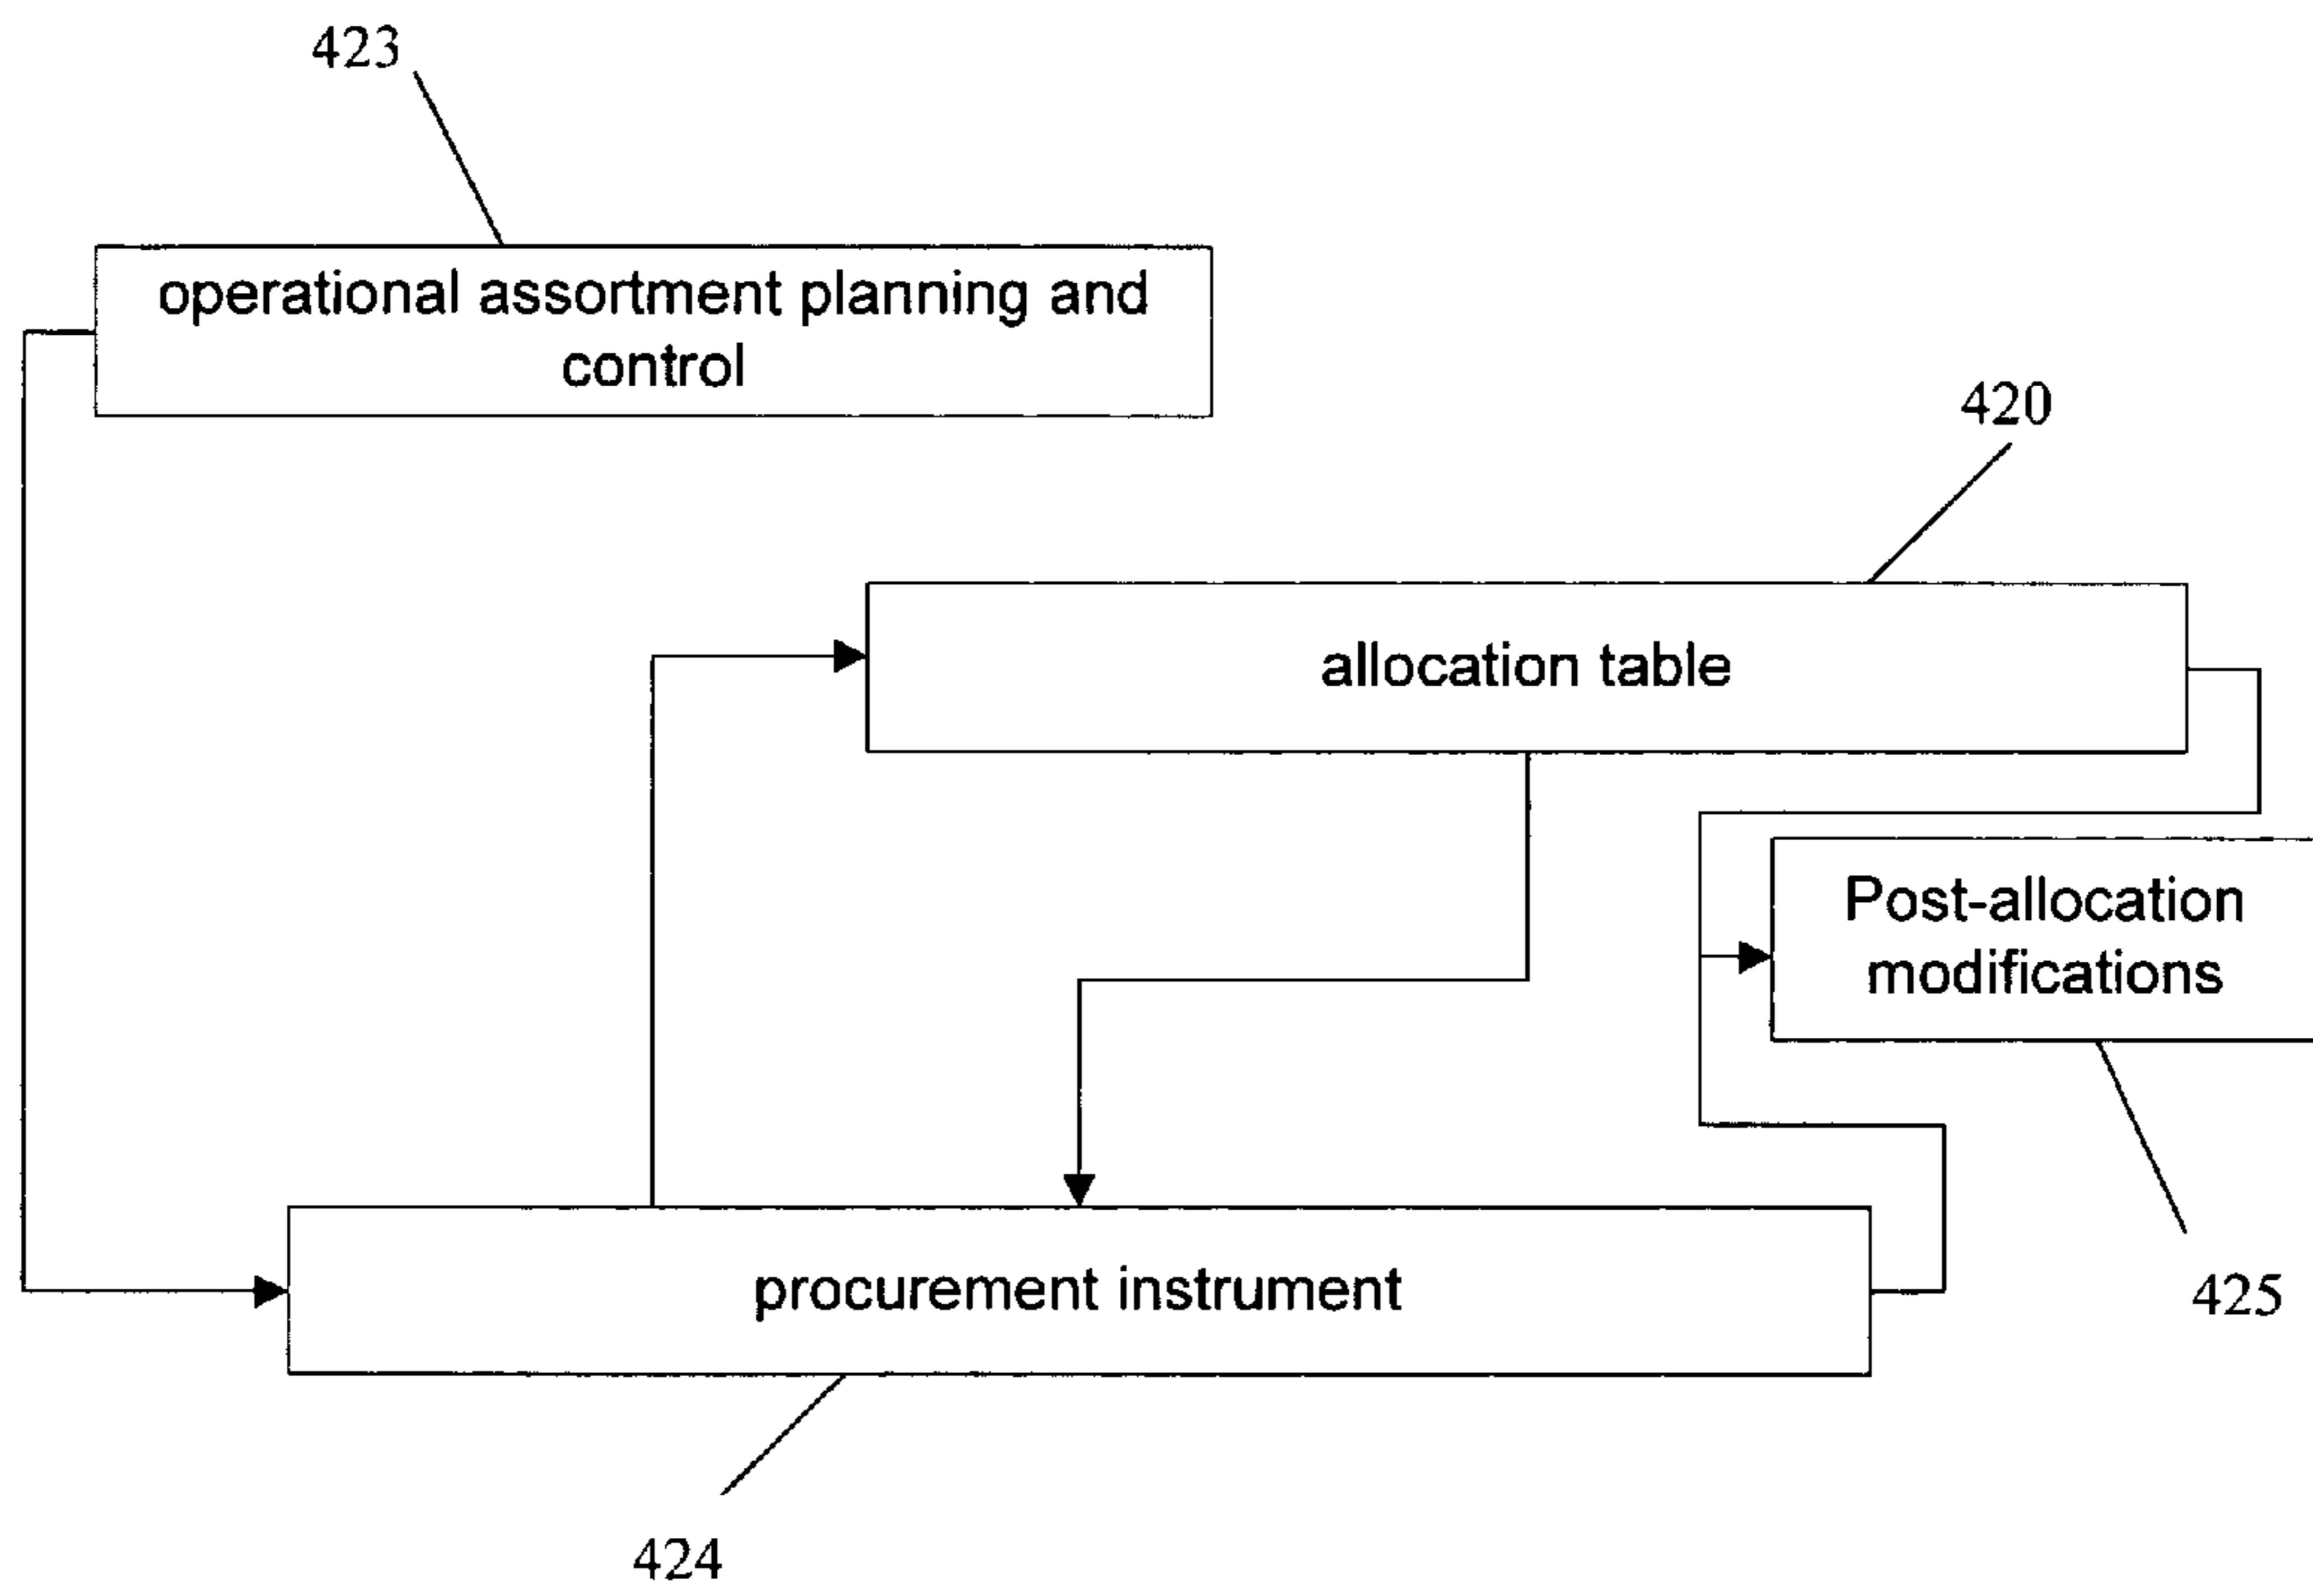 423
operational assortment planning and
control
420
allocation table
Post-allocation
modifications
procurement instrument
425
424